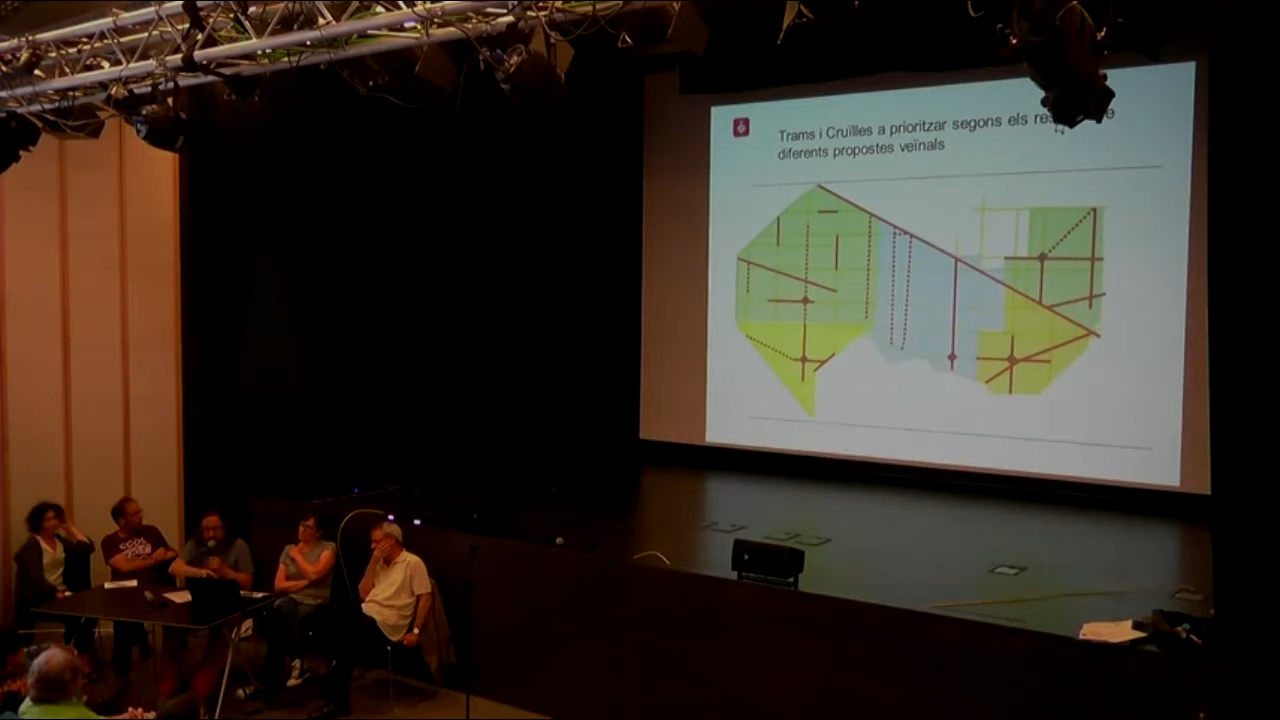 Trams i Cruïlles a prioritzar segons els
diferents propostes veïnals